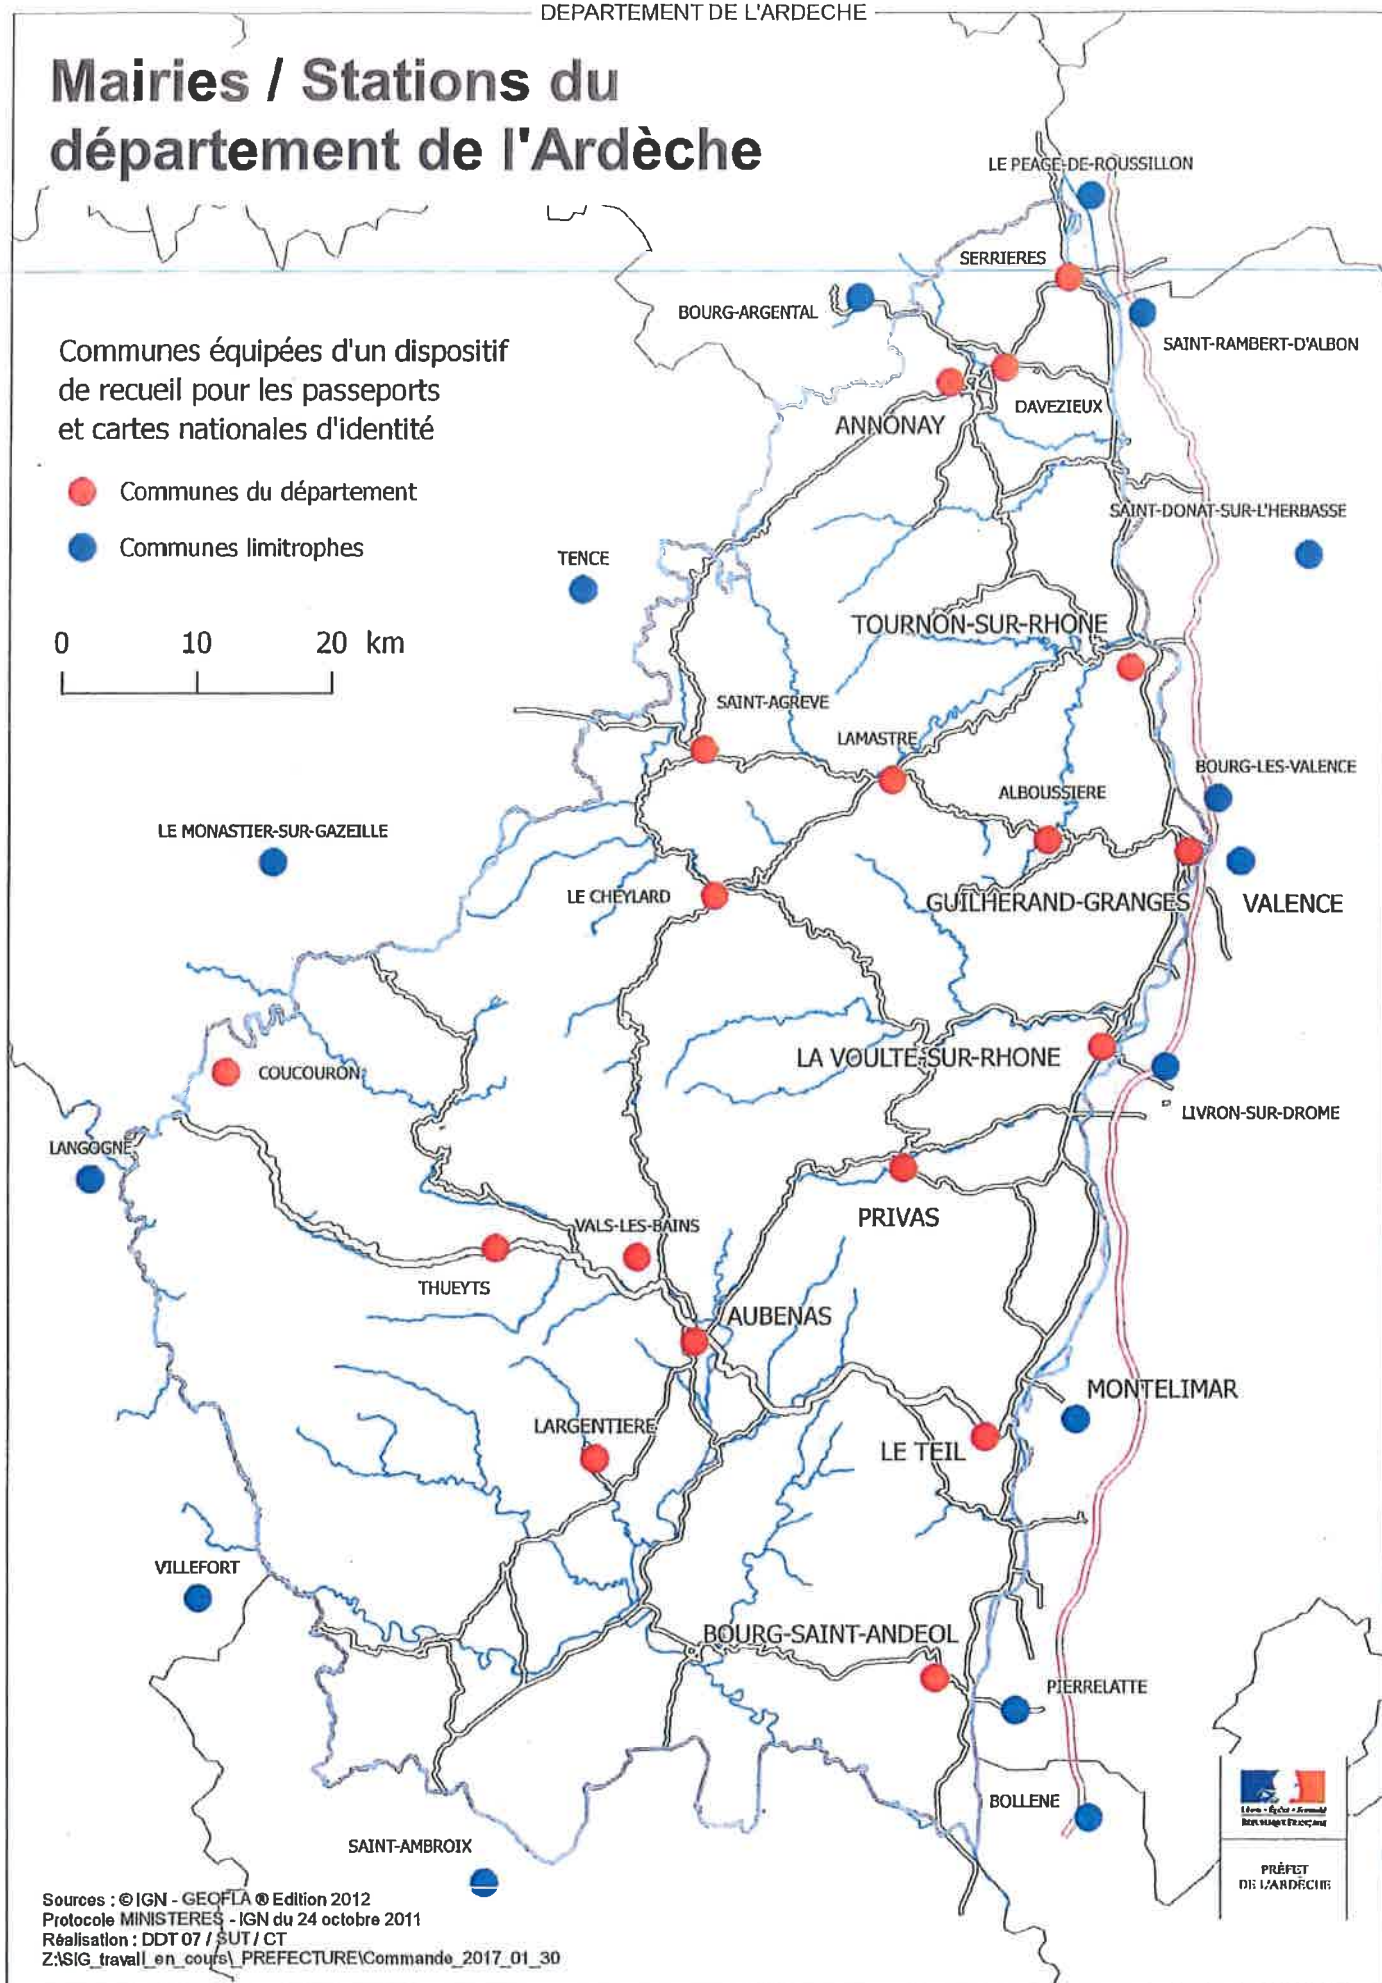 DEPARTEMENT DE L'ARDECHE
Mairies / Stations du
département de l'Ardèche
LE PEAGE-DE-ROUSSILLON
SERRIERES
BOURG-ARGENTAL
SAINT-RAMBERT-D'ALBON
Communes équipées d'un dispositif
de recueil pour les passeports
et cartes nationales d'identité
DAVEZIEUX
ANNONAY
Communes du département
SAINT-DONAT-SUR-L'HERBASSE
Communes limitrophes
TENCE
TOURNON-SUR-RHONE
0 10 20 km
SAINT-AGREVE
LAMASTRE
BOURG-LES-VALENCE
ALBOUSSIERE
LE MONASTIER-SUR-GAZEILLE
LE CHEYLARD
GUILHERAND-GRANGES
VALENCE
LA VOULTE-SUR-RHONE
COUCOURON
LIVRON-SUR-DROME
LANGOGNE
PRIVAS
VALS-LES-BAINS
THUEYTS
AUBENAS
MONTELIMAR
LARGENTIERE
LE TEIL
VILLEFORT
BOURG-SAINT-ANDEOL
PIERRELATTE
BOLLENE
SAINT-AMBROIX
PRÉFET
DE L'ARDÈCHE
Sources : © IGN - GEOFLA ® Edition 2012
Protocole MINISTERES - IGN du 24 octobre 2011
Réalisation : DDT 07 / SUT / CT
Z:\SIG_travail_en_cours\_PREFECTURE\Commande_2017_01_30